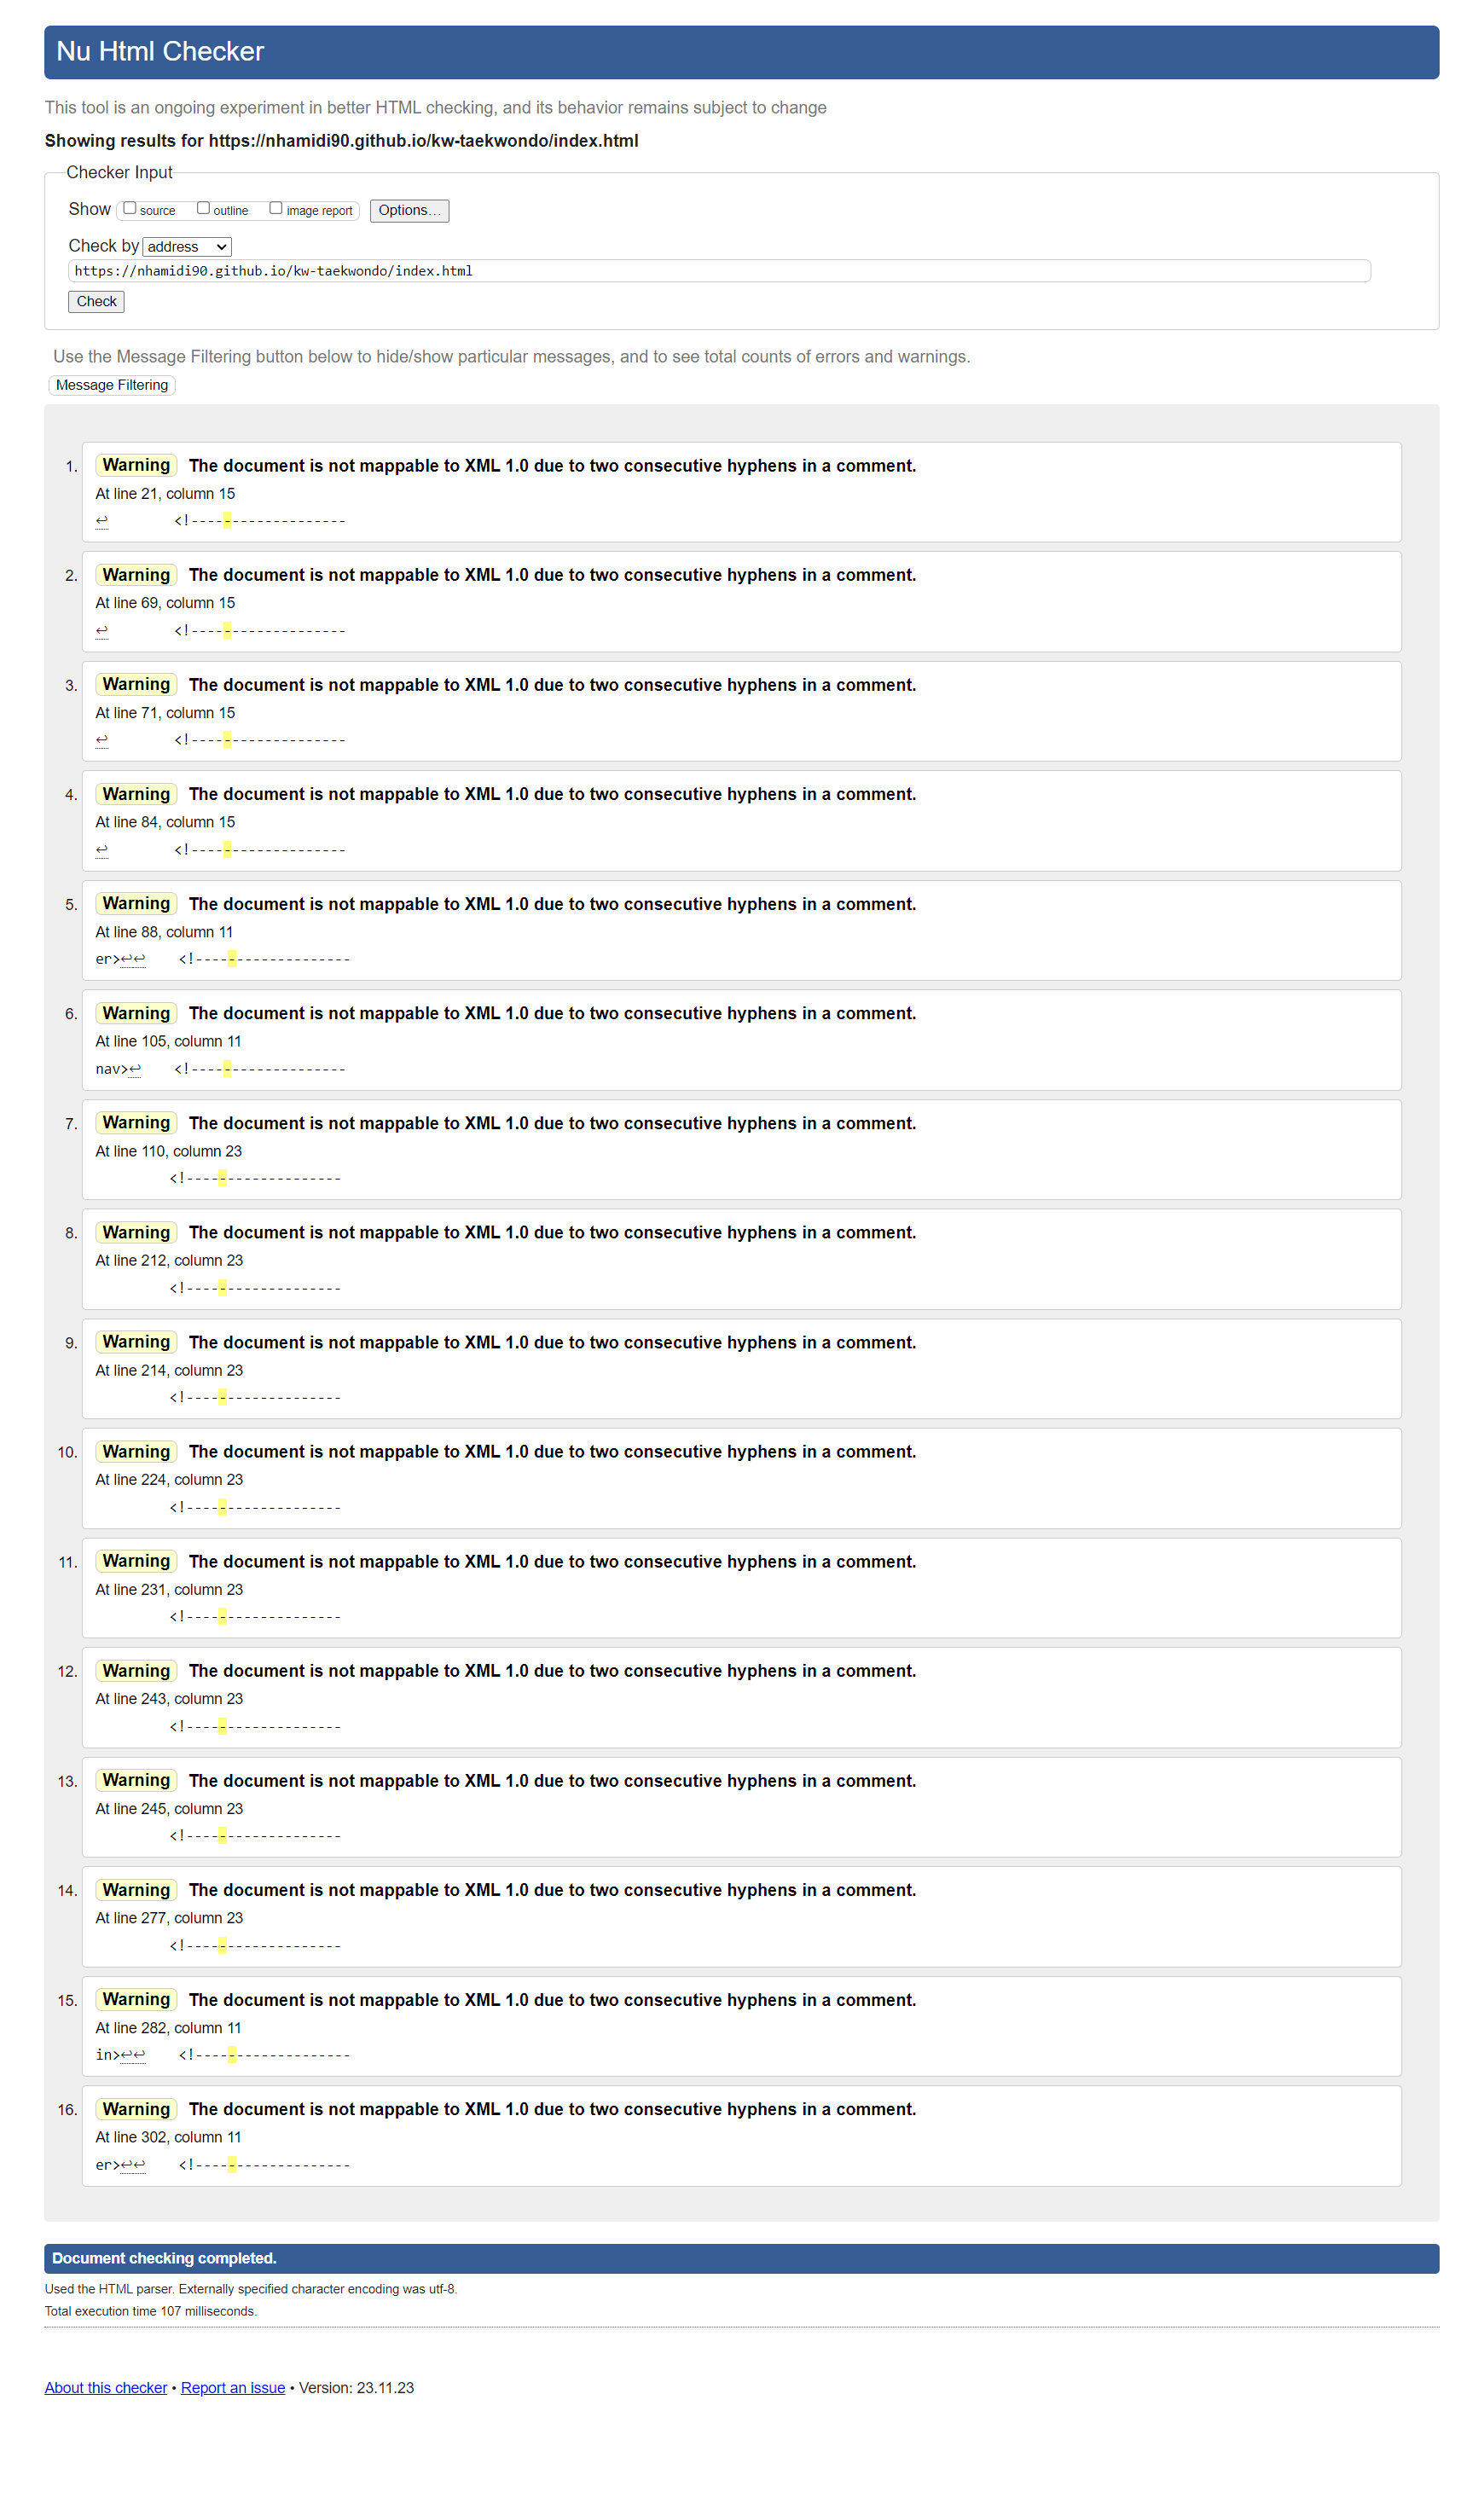 Nu Html Checker
This tool is an ongoing experiment in better HTML checking, and its behavior remains subject to change
Showing results for https://nhamidi90.github.io/kw-taekwondo/index.html
Checker Input
Show source outline image report Options...
Check by address
https://nhamidi90.github.io/kw-taekwondo/index.html
Check
Use the Message Filtering button below to hide/show particular messages, and to see total counts of errors and warnings.
Message Filtering
1. Warning The document is not mappable to XML 1.0 due to two consecutive hyphens in a comment.
At line 21, column 15
↩ <!-------------------
2. Warning The document is not mappable to XML 1.0 due to two consecutive hyphens in a comment.
At line 69, column 15
↩ <!-------------------
3. Warning The document is not mappable to XML 1.0 due to two consecutive hyphens in a comment.
At line 71, column 15
↩ <!-------------------
4. Warning The document is not mappable to XML 1.0 due to two consecutive hyphens in a comment.
At line 84, column 15
↩ <!-------------------
5. Warning The document is not mappable to XML 1.0 due to two consecutive hyphens in a comment.
At line 88, column 11
er>↩↩ <!-------------------
6. Warning The document is not mappable to XML 1.0 due to two consecutive hyphens in a comment.
At line 105, column 11
nav>↩ <!-------------------
7. Warning The document is not mappable to XML 1.0 due to two consecutive hyphens in a comment.
At line 110, column 23
<!-------------------
8. Warning The document is not mappable to XML 1.0 due to two consecutive hyphens in a comment.
At line 212, column 23
<!-------------------
9. Warning The document is not mappable to XML 1.0 due to two consecutive hyphens in a comment.
At line 214, column 23
<!-------------------
10. Warning The document is not mappable to XML 1.0 due to two consecutive hyphens in a comment.
At line 224, column 23
<!-------------------
11. Warning The document is not mappable to XML 1.0 due to two consecutive hyphens in a comment.
At line 231, column 23
<!-------------------
12. Warning The document is not mappable to XML 1.0 due to two consecutive hyphens in a comment.
At line 243, column 23
<!-------------------
13. Warning The document is not mappable to XML 1.0 due to two consecutive hyphens in a comment.
At line 245, column 23
<!-------------------
14. Warning The document is not mappable to XML 1.0 due to two consecutive hyphens in a comment.
At line 277, column 23
<!-------------------
15. Warning The document is not mappable to XML 1.0 due to two consecutive hyphens in a comment.
At line 282, column 11
in>↩↩ <!-------------------
16. Warning The document is not mappable to XML 1.0 due to two consecutive hyphens in a comment.
At line 302, column 11
er>↩↩ <!-------------------
Document checking completed.
Used the HTML parser. Externally specified character encoding was utf-8.
Total execution time 107 milliseconds.
About this checker • Report an issue • Version: 23.11.23